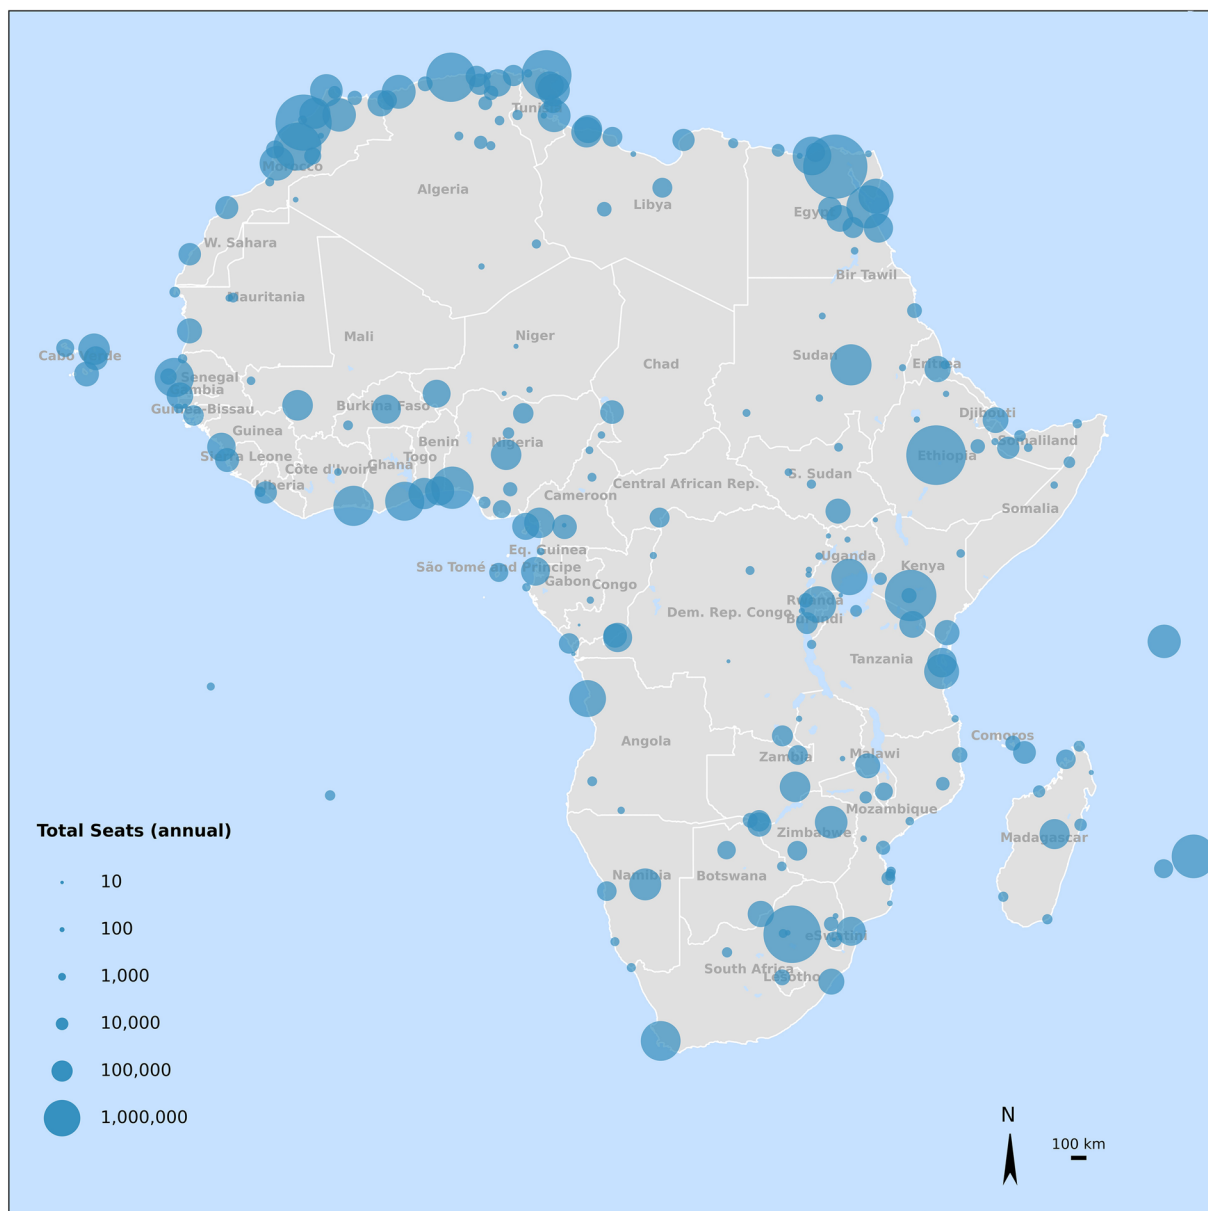 Tunisia
Morocco
Algeria
Libya
Egypt
W. Sahara
Bir Tawil
Mauritania
Mali
Niger
Cabo Verde
Chad
Sudan
Eritrea
Senegal
Gambia
Burkina Faso
Guinea-Bissau
Djibouti
Guinea
Benin
Nigeria
Somaliland
Sierra Leone
Togo
Ethiopia
Côte d'Ivoire
Ghana
S. Sudan
Liberia
Central African Rep.
Cameroon
Somalia
Eq. Guinea
Uganda
São Tomé and Principe
Kenya
Gabon
Congo
Rwanda
Dem. Rep. Congo
Burundi
Tanzania
Comoros
Angola
Zambia
Malawi
Mozambique
Total Seats (annual)
Zimbabwe
Madagascar
Namibia
Botswana
10
100
eSwatini
South Africa
Lesotho
1,000
10,000
100,000
1,000,000
N
100 km